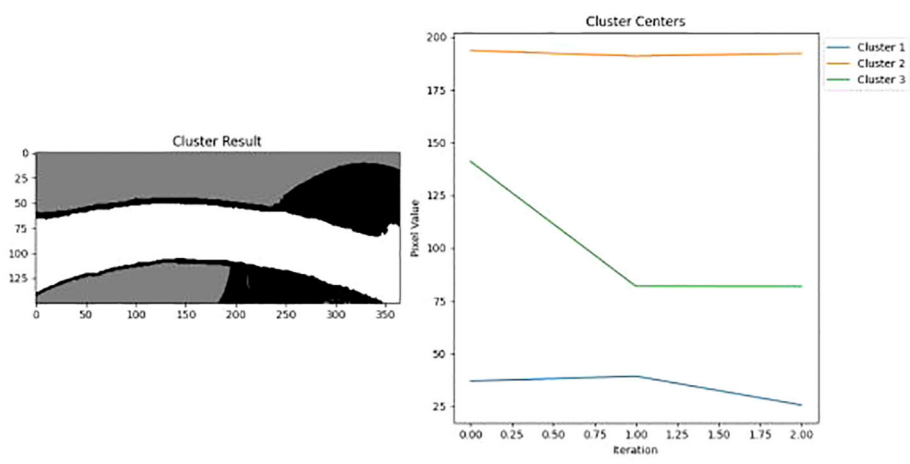 Cluster Result
0
25
50
75
100
125
0 50 100 150 200 250 300 350
Cluster Centers
200
175
150
125
100
75
50
25
Pixel Value
0.00 0.25 0.50 0.75 1.00 1.25 1.50 1.75 2.00
Iteration
Cluster 1
Cluster 2
Cluster 3